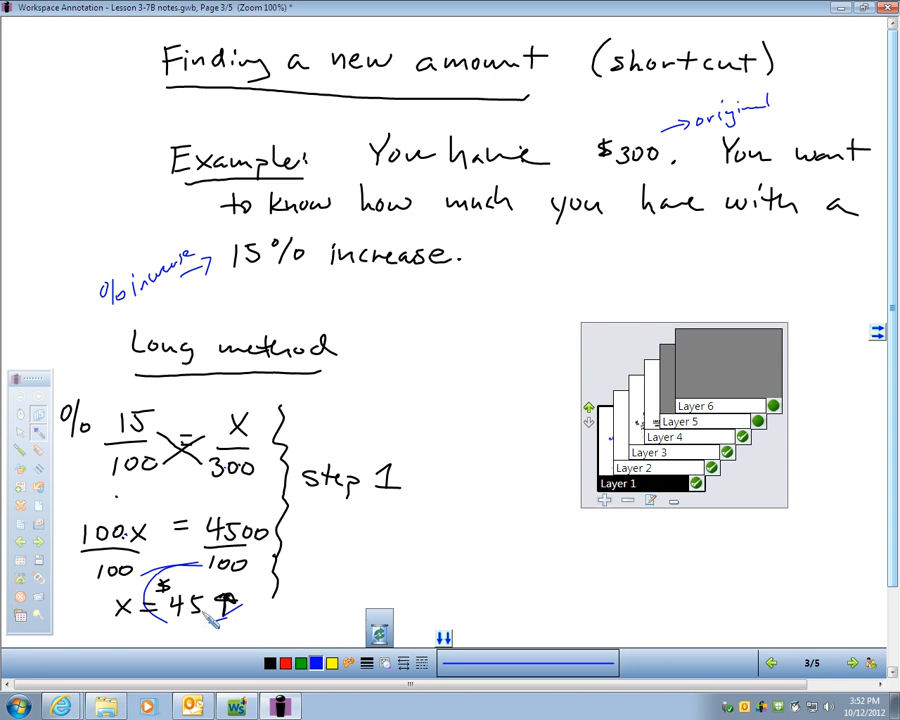 Workspace Annotation - Lesson 3-7B notes.gwb, Page 3/5 (Zoom 100%) *
Finding a new amount (shortcut)
original
Example: You have $300. You want
to know how much you have with a
%increase 15% increase.
Long method
% 15/100 = x/300
step 1
100·x/100 = 4500/100
x = $45 ↑
Layer 6
Layer 5
Layer 4
Layer 3
Layer 2
Layer 1
3/5
3:52 PM
10/12/2012